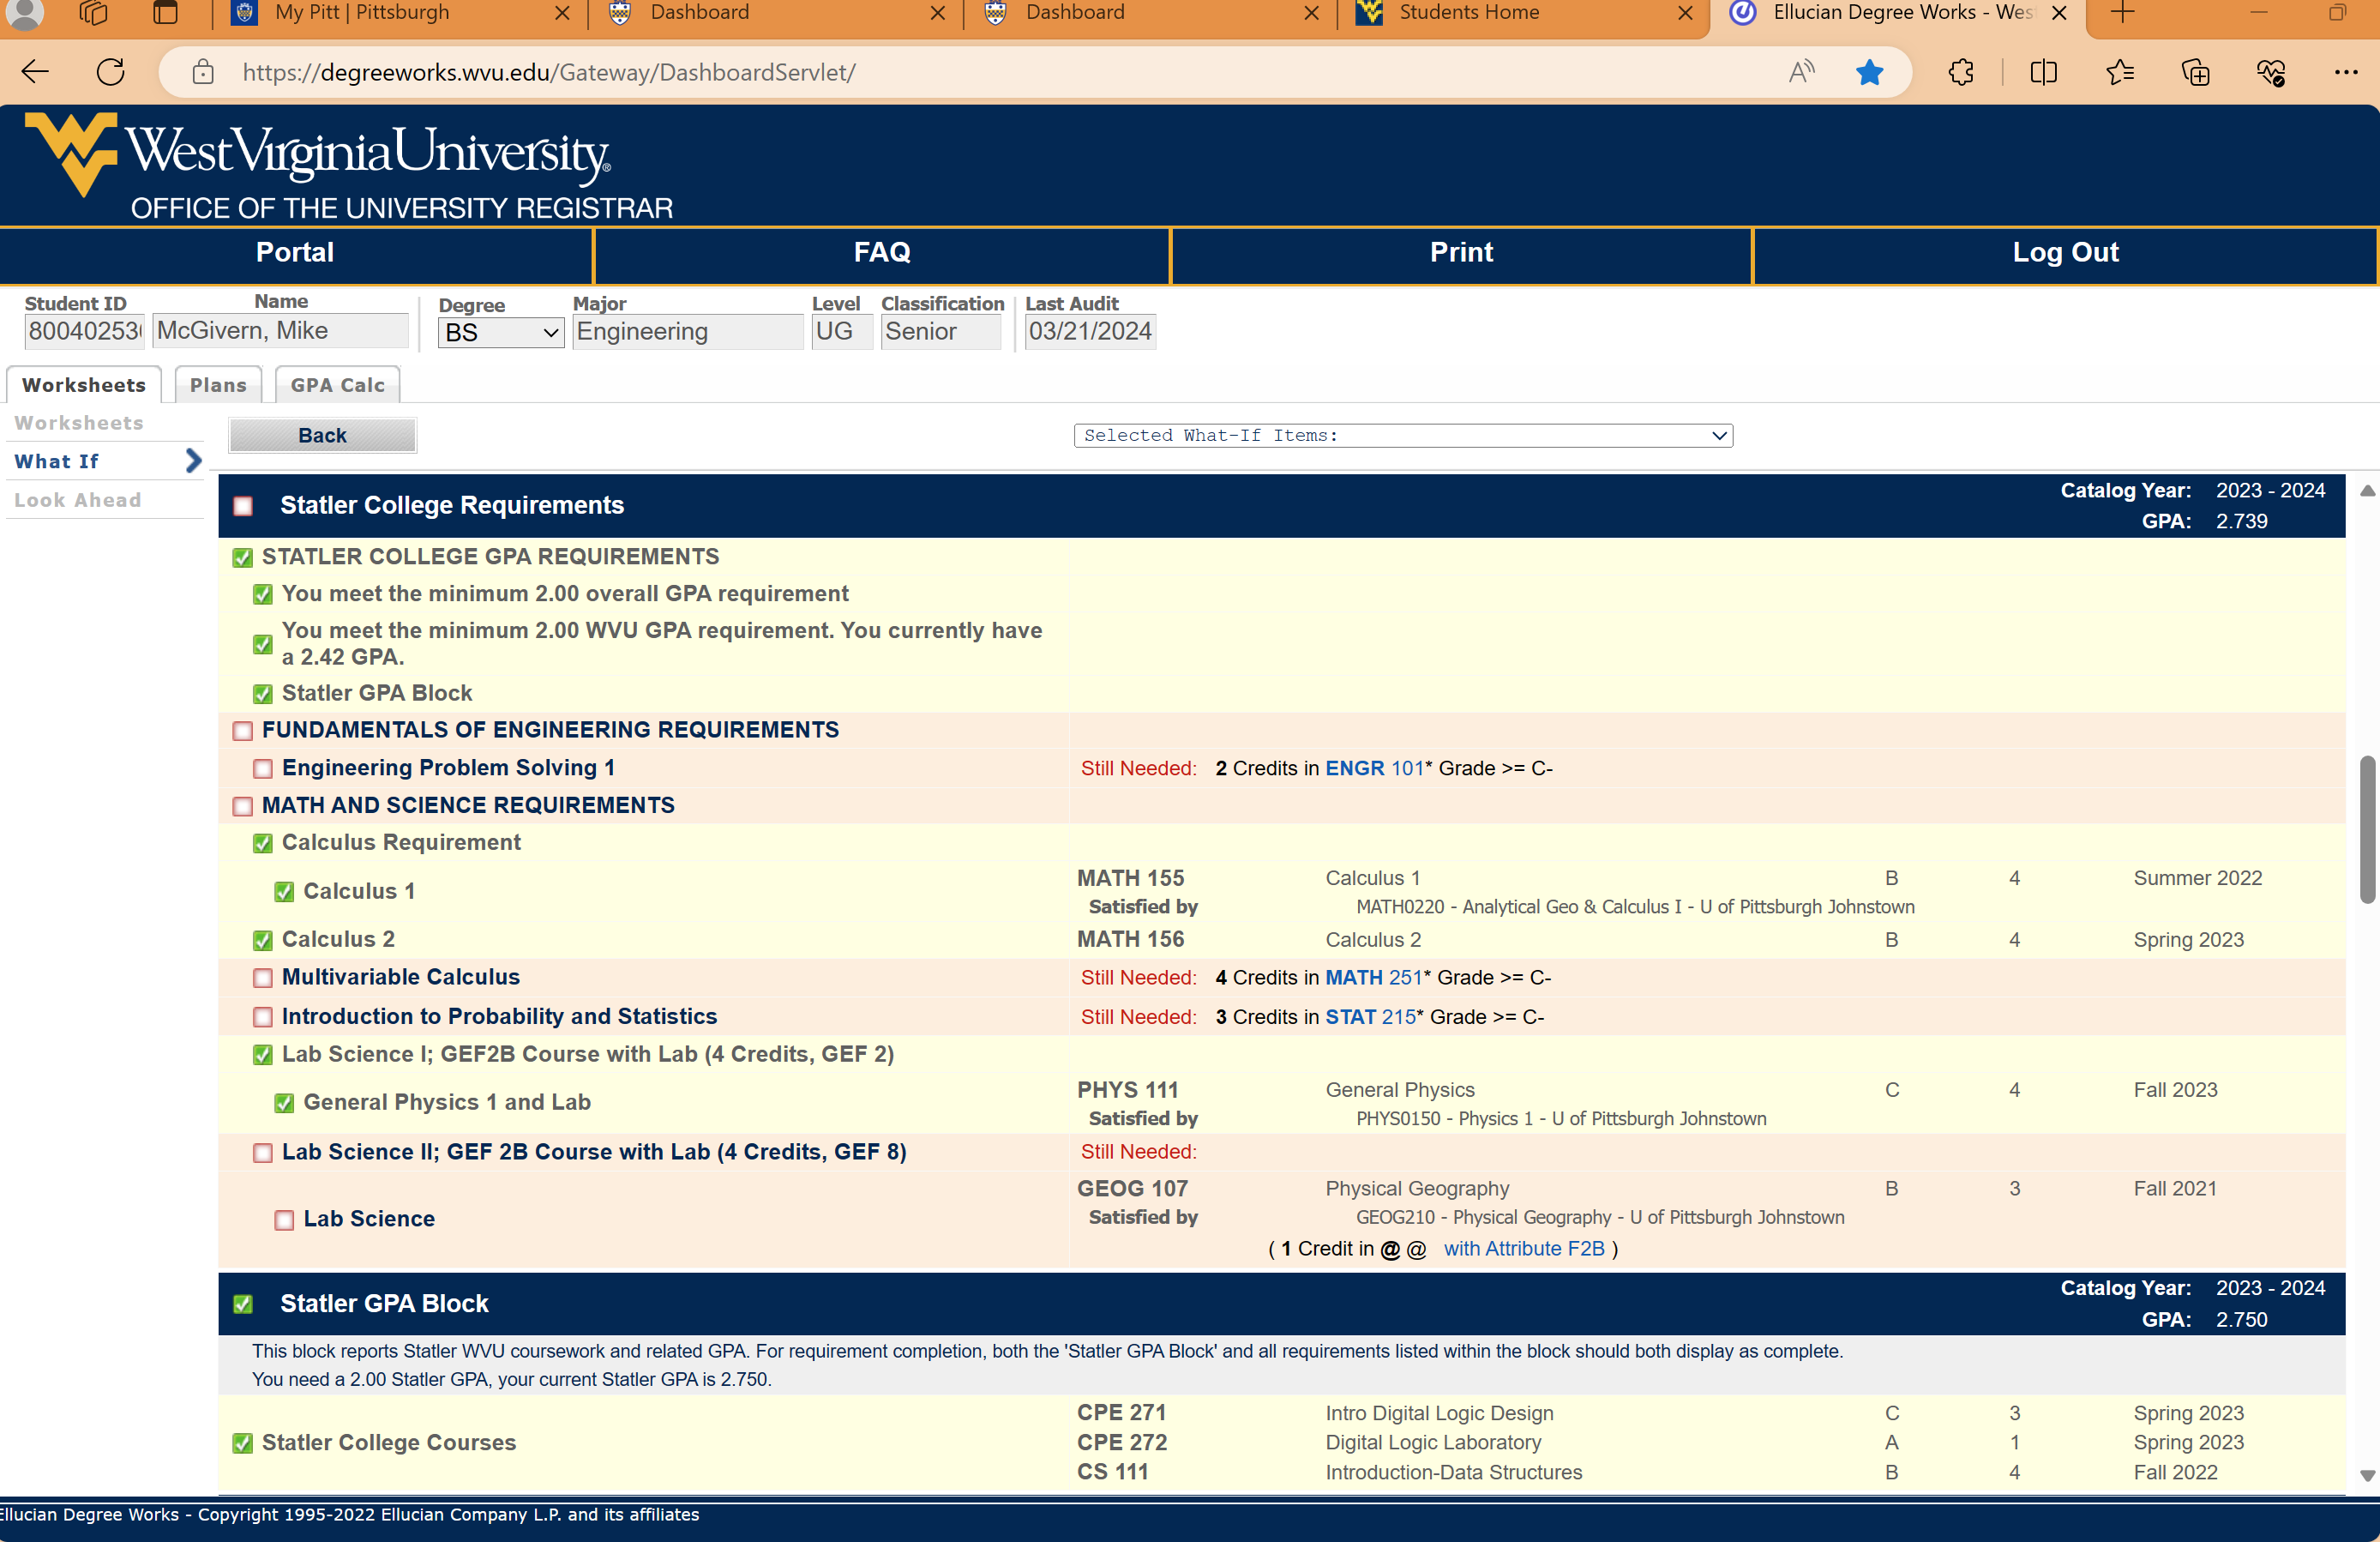 My Pitt | Pittsburgh
Dashboard
Dashboard
Students Home
Ellucian Degree Works - Wes
https://degreeworks.wvu.edu/Gateway/DashboardServlet/
WestVirginiaUniversity®
OFFICE OF THE UNIVERSITY REGISTRAR
Portal FAQ Print Log Out
Student ID Name Degree Major Level Classification Last Audit
80040253 McGivern, Mike BS Engineering UG Senior 03/21/2024
Worksheets Plans GPA Calc
Worksheets
What If
Look Ahead
Back
Selected What-If Items:
Statler College Requirements Catalog Year: 2023 - 2024
GPA: 2.739
STATLER COLLEGE GPA REQUIREMENTS
You meet the minimum 2.00 overall GPA requirement
You meet the minimum 2.00 WVU GPA requirement. You currently have
a 2.42 GPA.
Statler GPA Block
FUNDAMENTALS OF ENGINEERING REQUIREMENTS
Engineering Problem Solving 1 Still Needed: 2 Credits in ENGR 101* Grade >= C-
MATH AND SCIENCE REQUIREMENTS
Calculus Requirement
Calculus 1 MATH 155 Calculus 1 B 4 Summer 2022
Satisfied by MATH0220 - Analytical Geo & Calculus I - U of Pittsburgh Johnstown
Calculus 2 MATH 156 Calculus 2 B 4 Spring 2023
Multivariable Calculus Still Needed: 4 Credits in MATH 251* Grade >= C-
Introduction to Probability and Statistics Still Needed: 3 Credits in STAT 215* Grade >= C-
Lab Science I; GEF2B Course with Lab (4 Credits, GEF 2)
General Physics 1 and Lab PHYS 111 General Physics C 4 Fall 2023
Satisfied by PHYS0150 - Physics 1 - U of Pittsburgh Johnstown
Lab Science II; GEF 2B Course with Lab (4 Credits, GEF 8) Still Needed:
Lab Science GEOG 107 Physical Geography B 3 Fall 2021
Satisfied by GEOG210 - Physical Geography - U of Pittsburgh Johnstown
( 1 Credit in @ @ with Attribute F2B )
Statler GPA Block Catalog Year: 2023 - 2024
GPA: 2.750
This block reports Statler WVU coursework and related GPA. For requirement completion, both the 'Statler GPA Block' and all requirements listed within the block should both display as complete.
You need a 2.00 Statler GPA, your current Statler GPA is 2.750.
Statler College Courses CPE 271 Intro Digital Logic Design C 3 Spring 2023
CPE 272 Digital Logic Laboratory A 1 Spring 2023
CS 111 Introduction-Data Structures B 4 Fall 2022
Ellucian Degree Works - Copyright 1995-2022 Ellucian Company L.P. and its affiliates